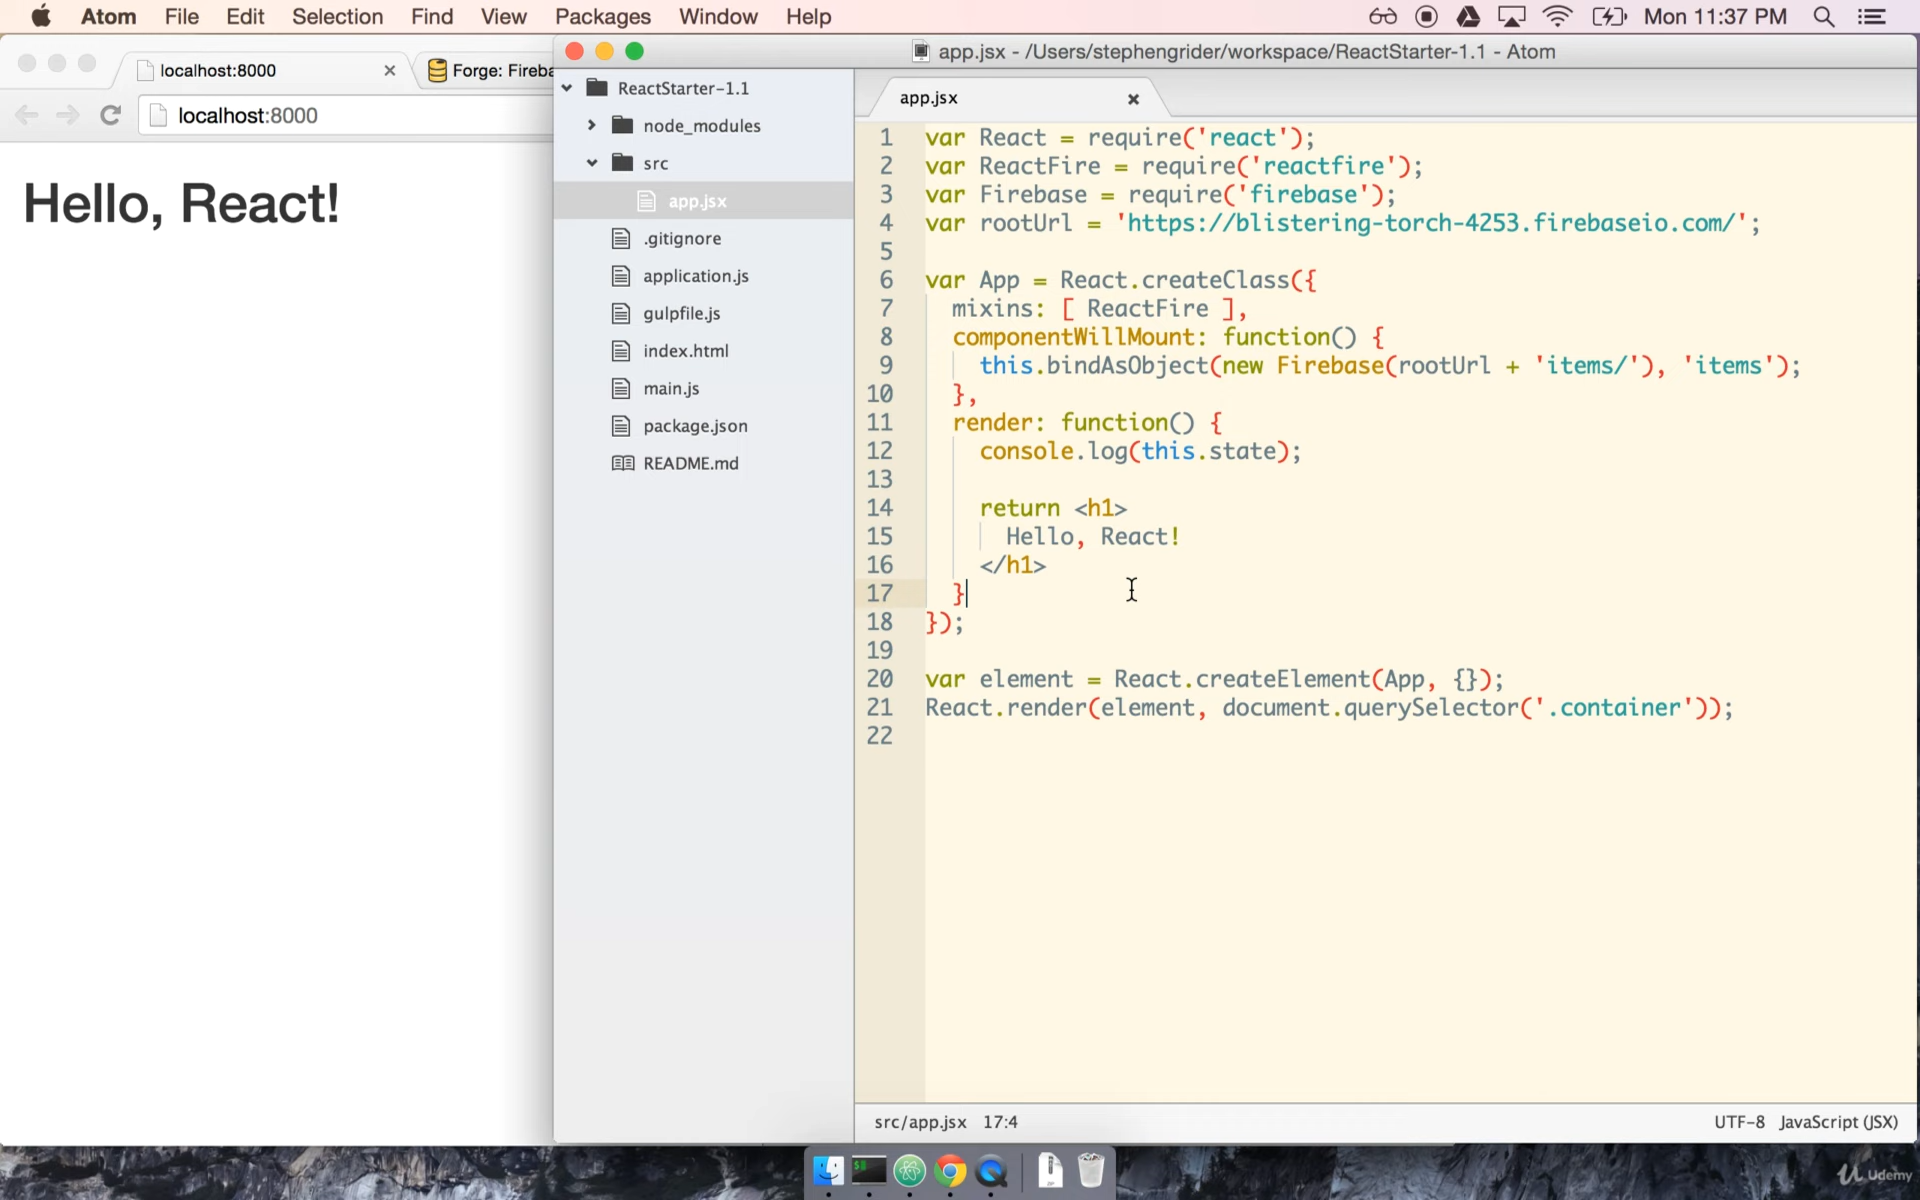 Atom File Edit Selection Find View Packages Window Help Mon 11:37 PM
localhost:8000
Forge: Fireba
localhost:8000
Hello, React!
app.jsx - /Users/stephengrider/workspace/ReactStarter-1.1 - Atom
ReactStarter-1.1
node_modules
src
app.jsx
.gitignore
application.js
gulpfile.js
index.html
main.js
package.json
README.md
app.jsx
1 var React = require('react');
2 var ReactFire = require('reactfire');
3 var Firebase = require('firebase');
4 var rootUrl = 'https://blistering-torch-4253.firebaseio.com/';
5
6 var App = React.createClass({
7 mixins: [ ReactFire ],
8 componentWillMount: function() {
9 this.bindAsObject(new Firebase(rootUrl + 'items/'), 'items');
10 },
11 render: function() {
12 console.log(this.state);
13
14 return <h1>
15 Hello, React!
16 </h1>
17 }
18 });
19
20 var element = React.createElement(App, {});
21 React.render(element, document.querySelector('.container'));
22
src/app.jsx 17:4 UTF-8 JavaScript (JSX)
Udemy